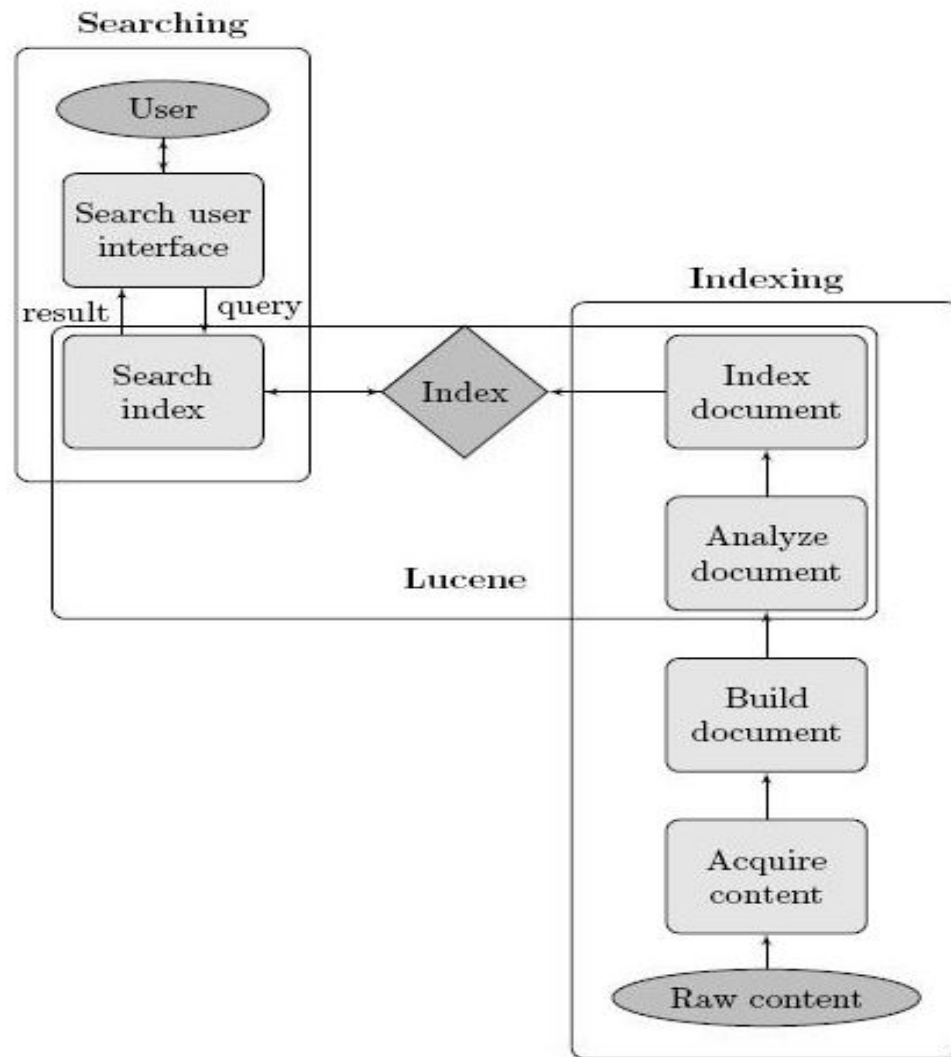 Searching
User
Search user
interface
result
query
Search
index
Index
Lucene
Indexing
Index
document
Analyze
document
Build
document
Acquire
content
Raw content